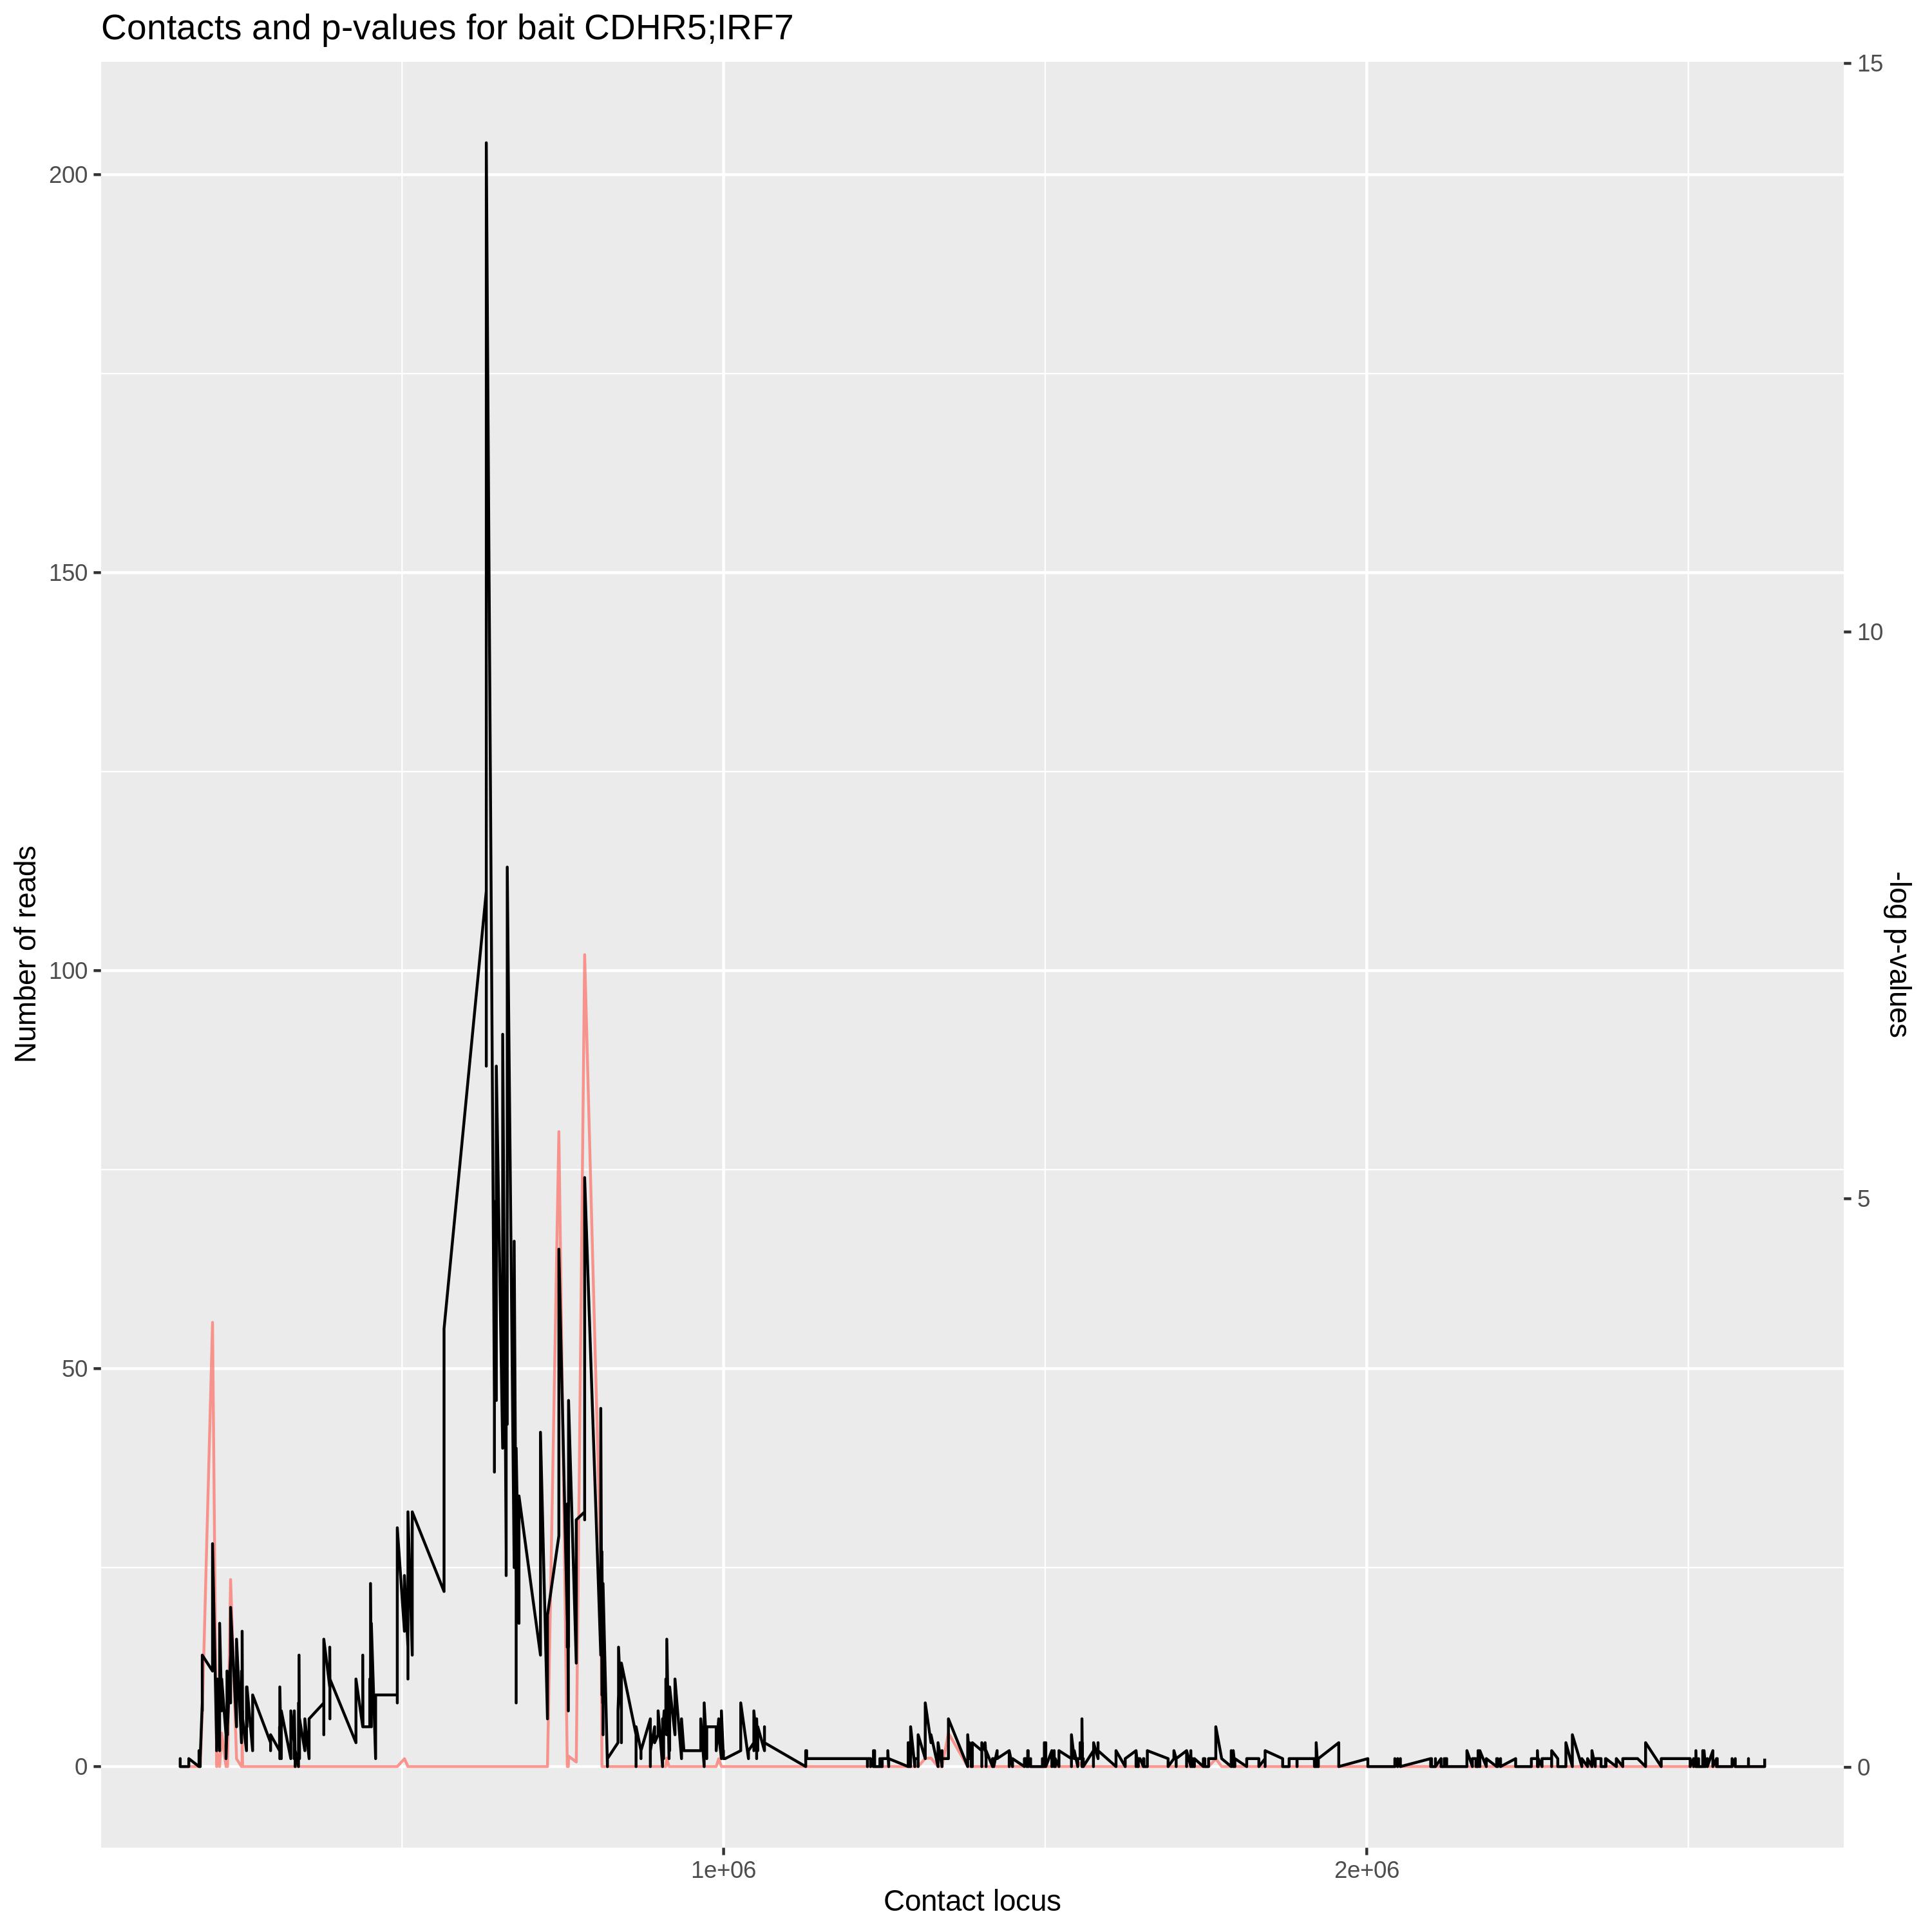 Contacts and p-values for bait CDHR5;IRF7
Number of reads
200
150
100
50
0
15
10
5
0
-log p-values
1e+06
2e+06
Contact locus